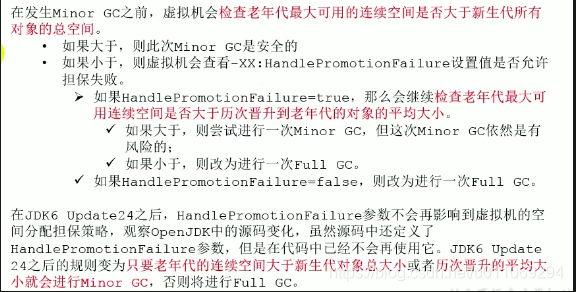 在发生Minor GC之前，虚拟机会检查老年代最大可用的连续空间是否大于新生代所有
对象的总空间。
• 如果大于，则此次Minor GC是安全的
• 如果小于，则虚拟机会查看-XX:HandlePromotionFailure设置值是否允许
担保失败。
➢ 如果HandlePromotionFailure=true，那么会继续检查老年代最大可
用连续空间是否大于历次晋升到老年代的对象的平均大小。
✓ 如果大于，则尝试进行一次Minor GC，但这次Minor GC依然是有
风险的；
✓ 如果小于，则改为进行一次Full GC。
✓ 如果HandlePromotionFailure=false，则改为进行一次Full GC。
在JDK6 Update24之后，HandlePromotionFailure参数不会再影响到虚拟机的空
间分配担保策略，观察OpenJDK中的源码变化，虽然源码中还定义了
HandlePromotionFailure参数，但是在代码中已经不会再使用它。JDK6 Update
24之后的规则变为只要老年代的连续空间大于新生代对象总大小或者历次晋升的平均大
小就会进行Minor GC，否则将进行Full GC。